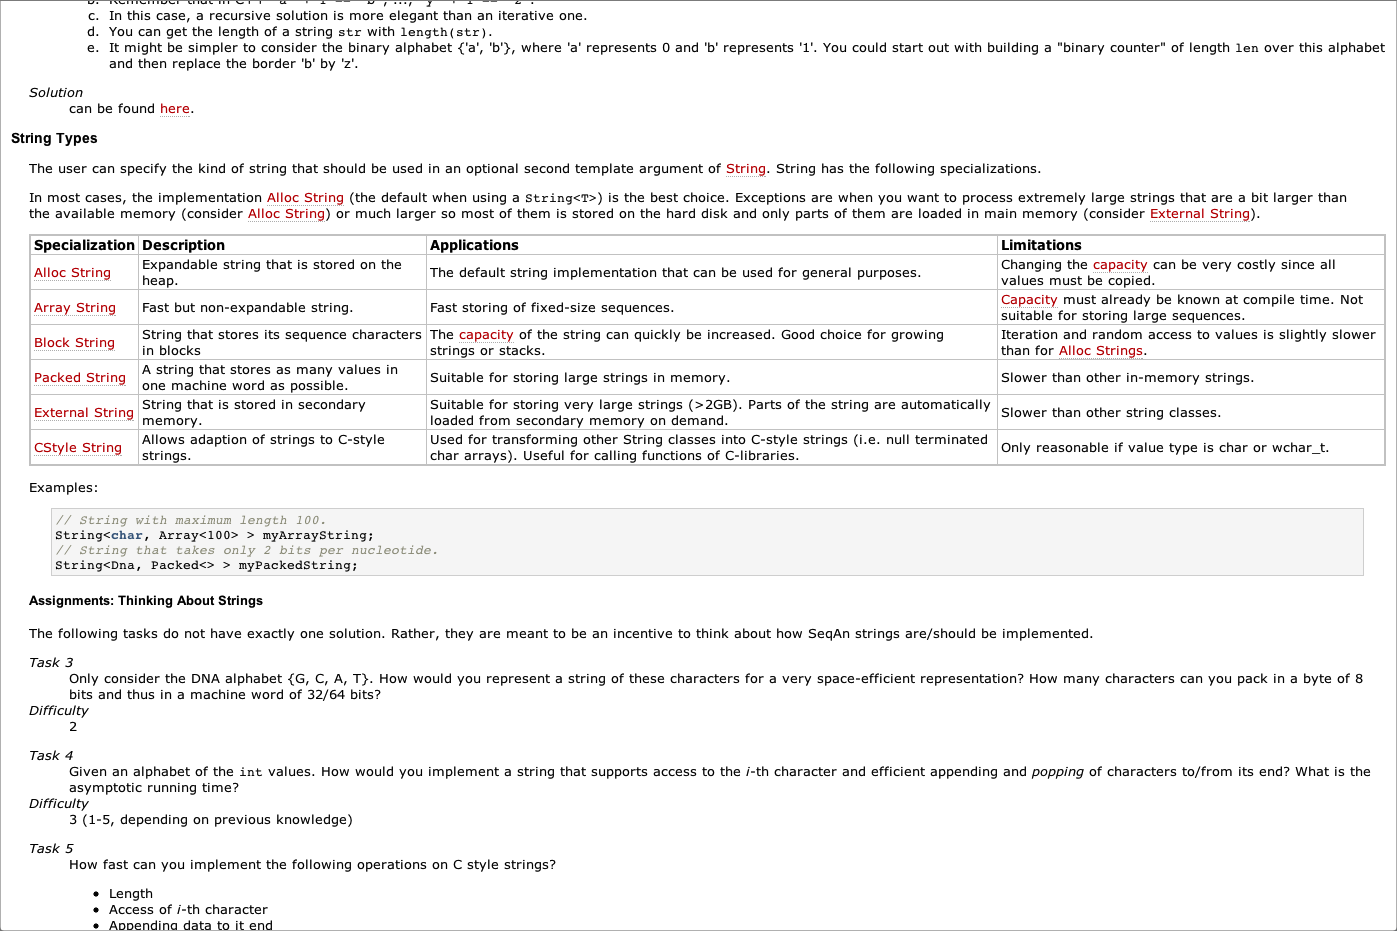 c. In this case, a recursive solution is more elegant than an iterative one.
d. You can get the length of a string str with length(str).
e. It might be simpler to consider the binary alphabet {'a', 'b'}, where 'a' represents 0 and 'b' represents '1'. You could start out with building a "binary counter" of length len over this alphabet
and then replace the border 'b' by 'z'.
Solution
can be found here.
String Types
The user can specify the kind of string that should be used in an optional second template argument of String. String has the following specializations.
In most cases, the implementation Alloc String (the default when using a String<T>) is the best choice. Exceptions are when you want to process extremely large strings that are a bit larger than
the available memory (consider Alloc String) or much larger so most of them is stored on the hard disk and only parts of them are loaded in main memory (consider External String).
Specialization Description Applications Limitations
Alloc String
Expandable string that is stored on the
heap.
The default string implementation that can be used for general purposes.
Changing the capacity can be very costly since all
values must be copied.
Array String
Fast but non-expandable string.
Fast storing of fixed-size sequences.
Capacity must already be known at compile time. Not
suitable for storing large sequences.
Block String
String that stores its sequence characters
in blocks
The capacity of the string can quickly be increased. Good choice for growing
strings or stacks.
Iteration and random access to values is slightly slower
than for Alloc Strings.
Packed String
A string that stores as many values in
one machine word as possible.
Suitable for storing large strings in memory.
Slower than other in-memory strings.
External String
String that is stored in secondary
memory.
Suitable for storing very large strings (>2GB). Parts of the string are automatically
loaded from secondary memory on demand.
Slower than other string classes.
CStyle String
Allows adaption of strings to C-style
strings.
Used for transforming other String classes into C-style strings (i.e. null terminated
char arrays). Useful for calling functions of C-libraries.
Only reasonable if value type is char or wchar_t.
Examples:
// String with maximum length 100.
String<char, Array<100> > myArrayString;
// String that takes only 2 bits per nucleotide.
String<Dna, Packed<> > myPackedString;
Assignments: Thinking About Strings
The following tasks do not have exactly one solution. Rather, they are meant to be an incentive to think about how SeqAn strings are/should be implemented.
Task 3
Only consider the DNA alphabet {G, C, A, T}. How would you represent a string of these characters for a very space-efficient representation? How many characters can you pack in a byte of 8
bits and thus in a machine word of 32/64 bits?
Difficulty
2
Task 4
Given an alphabet of the int values. How would you implement a string that supports access to the i-th character and efficient appending and popping of characters to/from its end? What is the
asymptotic running time?
Difficulty
3 (1-5, depending on previous knowledge)
Task 5
How fast can you implement the following operations on C style strings?
• Length
• Access of i-th character
• Appending data to it end